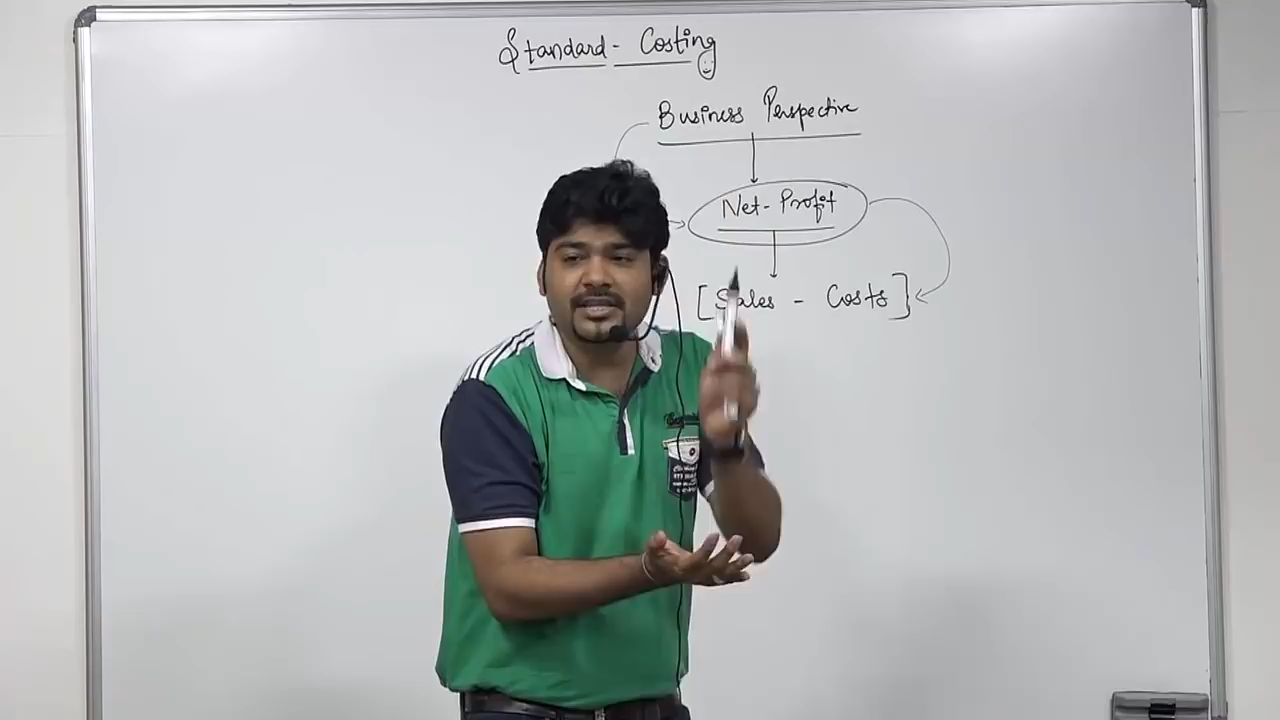 Standard - Costing
Business Perspective
Net - Profit
[Sales - Costs]